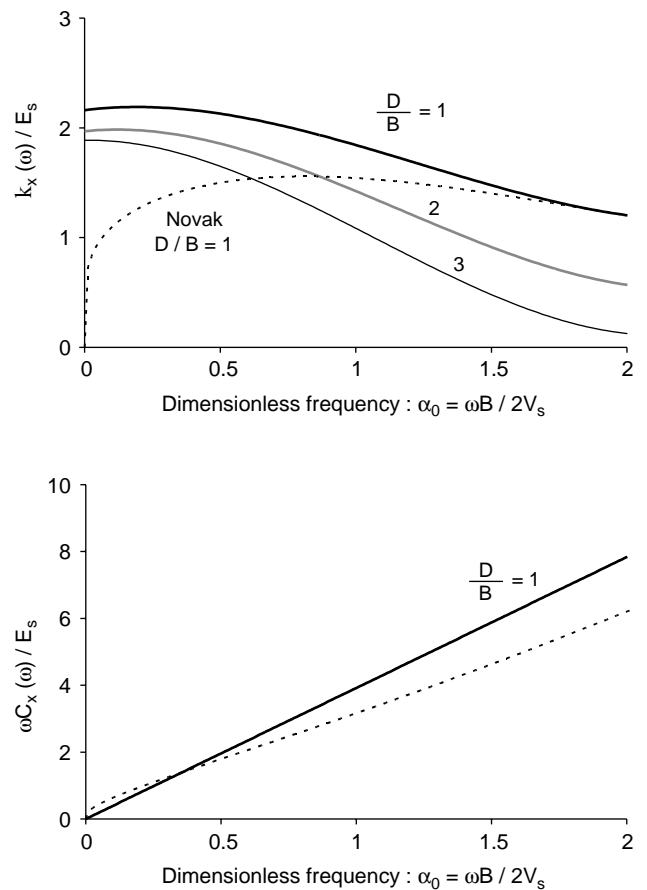 3
2
1
0
k_x (ω) / E_s
D
B
= 1
2
3
Novak
D / B = 1
0
0.5
1
1.5
2
Dimensionless frequency : α_0 = ωB / 2V_s
10
8
6
4
2
0
ωC_x (ω) / E_s
D
B
= 1
0
0.5
1
1.5
2
Dimensionless frequency : α_0 = ωB / 2V_s